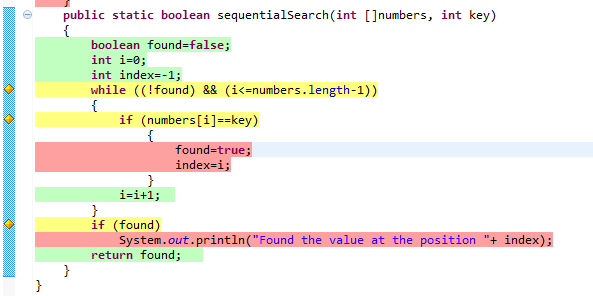 }
public static boolean sequentialSearch(int []numbers, int key)
{
boolean found=false;
int i=0;
int index=-1;
while ((!found) && (i<=numbers.length-1))
{
if (numbers[i]==key)
{
found=true;
index=i;
}
i=i+1;
}
if (found)
System.out.println("Found the value at the position "+ index);
return found;
}
}